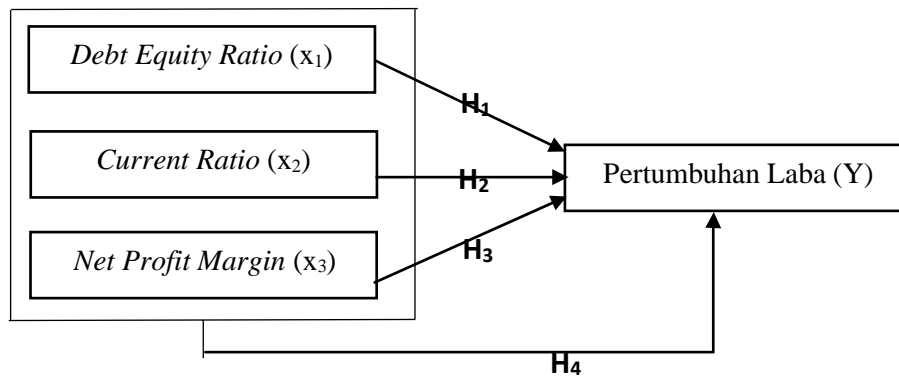 Debt Equity Ratio (x₁)
H₁
Current Ratio (x₂)
H₂
Pertumbuhan Laba (Y)
Net Profit Margin (x₃)
H₃
H₄